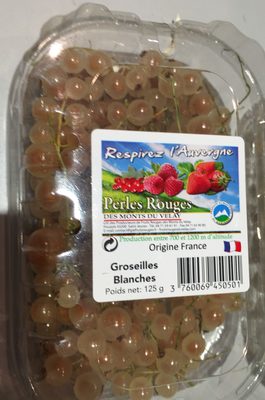 Respirez l'Auvergne
Perles Rouges
DES MONTS DU VELAY
Production entre 700 et 1200 m d'altitude
Origine France
Groseilles
Blanches
Poids net: 125 g
3 760069 450501